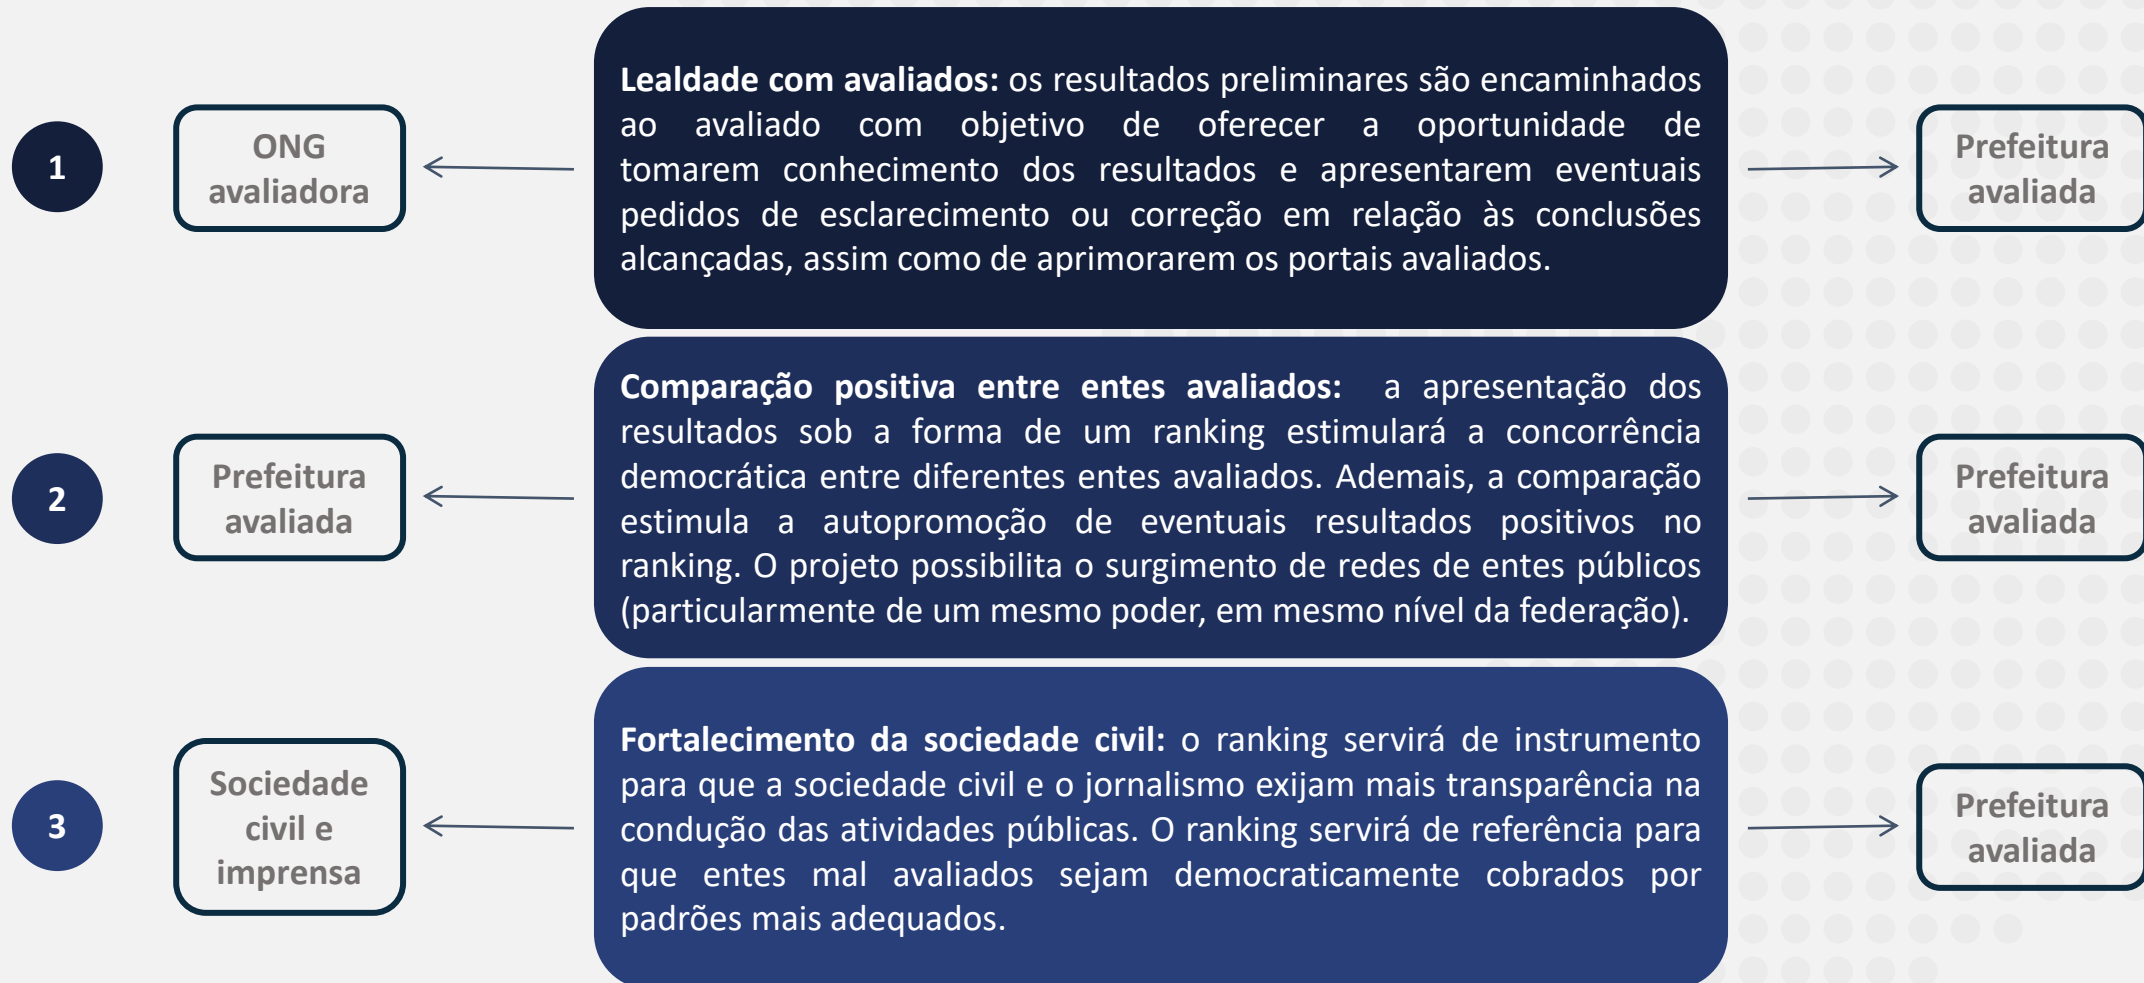 1
ONG
avaliadora
Lealdade com avaliados: os resultados preliminares são encaminhados
ao avaliado com objetivo de oferecer a oportunidade de
tomarem conhecimento dos resultados e apresentarem eventuais
pedidos de esclarecimento ou correção em relação às conclusões
alcançadas, assim como de aprimorarem os portais avaliados.
Prefeitura
avaliada
2
Prefeitura
avaliada
Comparação positiva entre entes avaliados: a apresentação dos
resultados sob a forma de um ranking estimulará a concorrência
democrática entre diferentes entes avaliados. Ademais, a comparação
estimula a autopromoção de eventuais resultados positivos no
ranking. O projeto possibilita o surgimento de redes de entes públicos
(particularmente de um mesmo poder, em mesmo nível da federação).
Prefeitura
avaliada
3
Sociedade
civil e
imprensa
Fortalecimento da sociedade civil: o ranking servirá de instrumento
para que a sociedade civil e o jornalismo exijam mais transparência na
condução das atividades públicas. O ranking servirá de referência para
que entes mal avaliados sejam democraticamente cobrados por
padrões mais adequados.
Prefeitura
avaliada